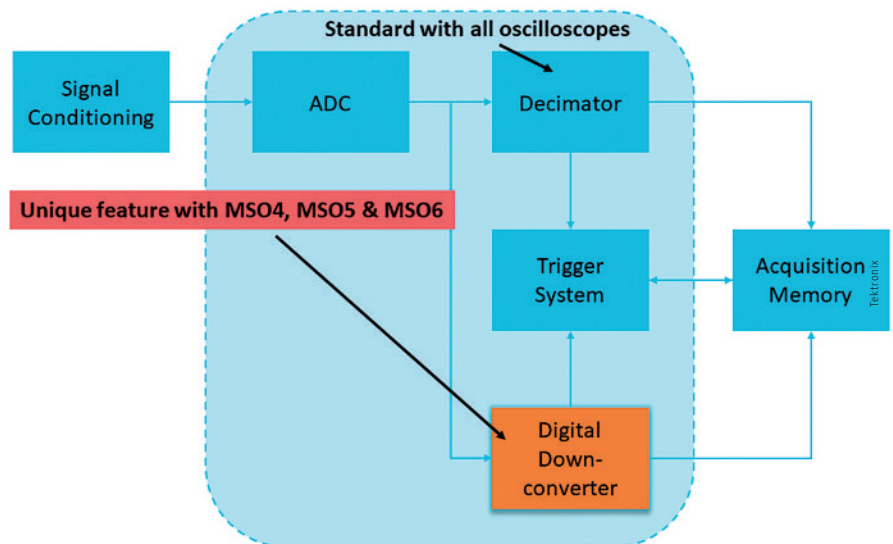 Standard with all oscilloscopes
Signal
Conditioning
ADC
Decimator
Unique feature with MSO4, MSO5 & MSO6
Trigger
System
Acquisition
Memory
Tektronix
Digital
Down-
converter